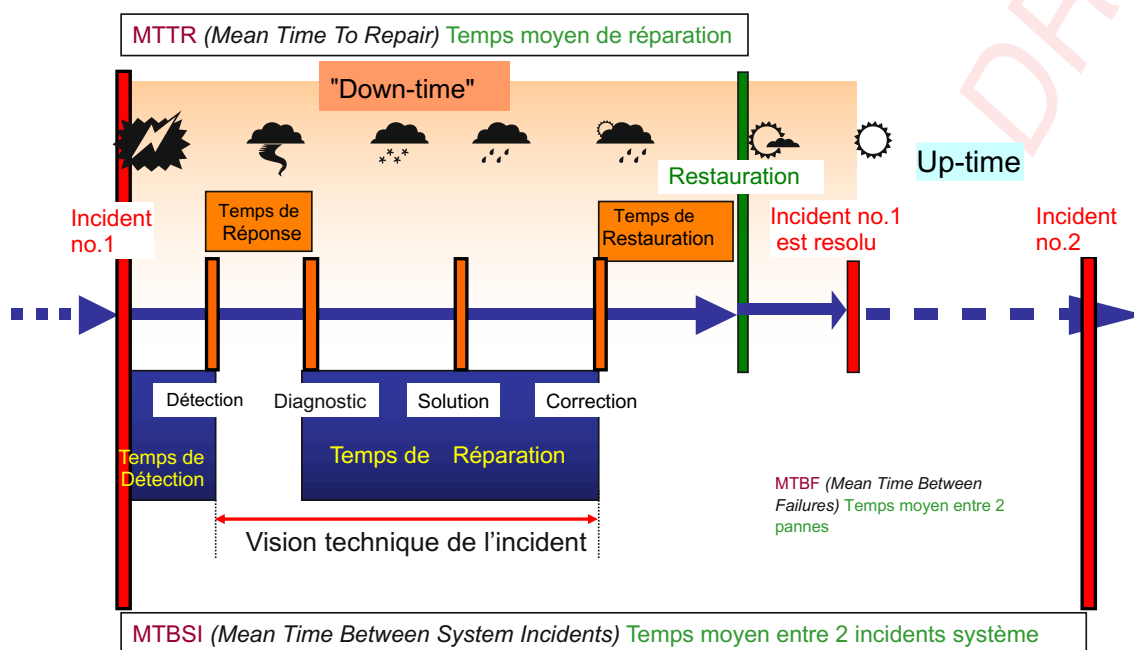 MTTR (Mean Time To Repair) Temps moyen de réparation
"Down-time"
Up-time
Restauration
Incident
no.1
Temps de
Réponse
Temps de
Restauration
Incident no.1
est resolu
Incident
no.2
Détection
Diagnostic
Solution
Correction
Temps de
Détection
Temps de Réparation
MTBF (Mean Time Between
Failures) Temps moyen entre 2
pannes
Vision technique de l'incident
MTBSI (Mean Time Between System Incidents) Temps moyen entre 2 incidents système